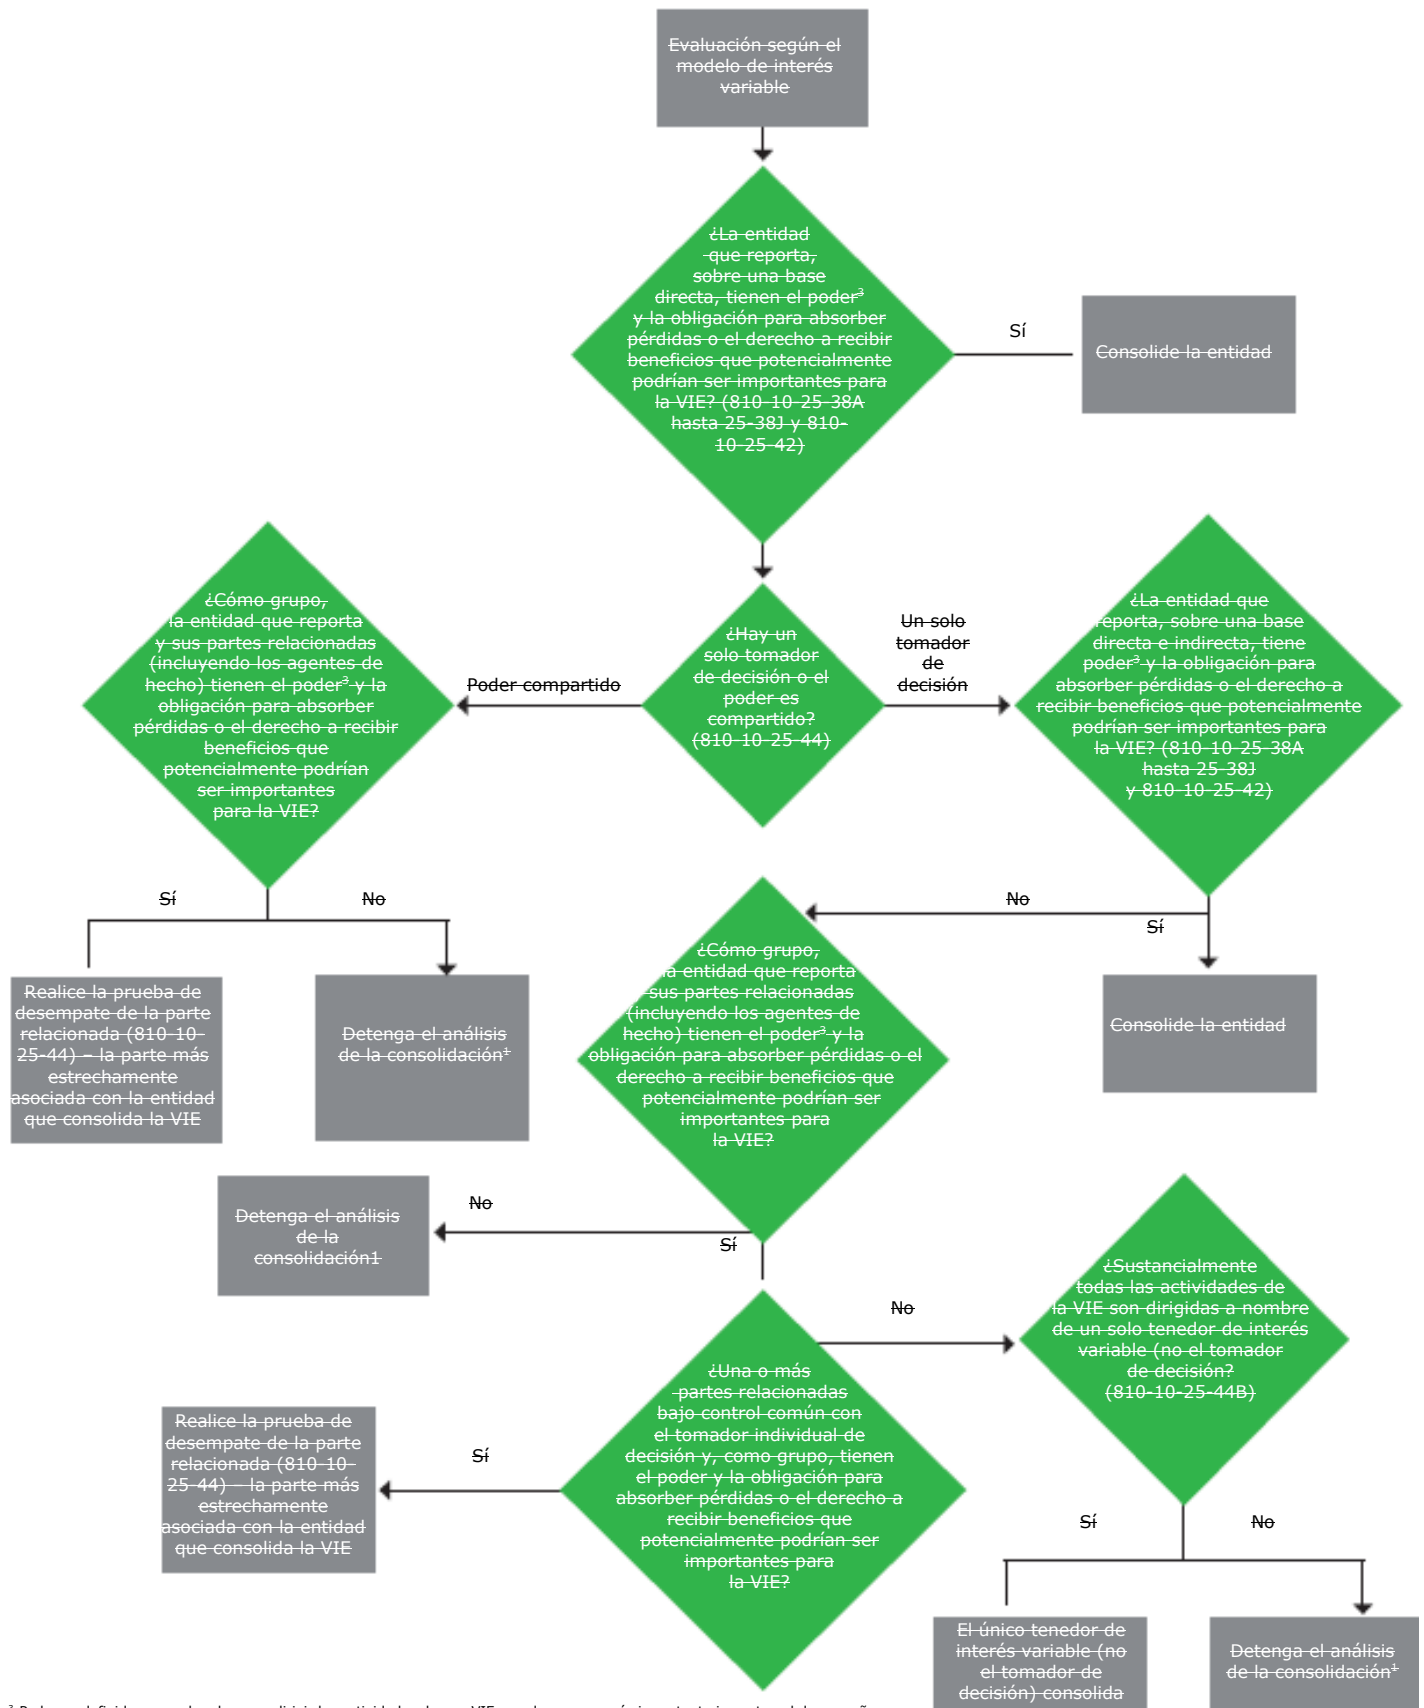 Evaluación según el
modelo de interés
variable
¿La entidad
que reporta,
sobre una base
directa, tienen el poder³
y la obligación para absorber
pérdidas o el derecho a recibir
beneficios que potencialmente
podrían ser importantes para
la VIE? (810-10-25-38A
hasta 25-38J y 810-
10-25-42)
Sí
Consolide la entidad
¿Cómo grupo,
la entidad que reporta
y sus partes relacionadas
(incluyendo los agentes de
hecho) tienen el poder³ y la
obligación para absorber
pérdidas o el derecho a recibir
beneficios que
potencialmente podrían
ser importantes
para la VIE?
Poder compartido
¿Hay un
solo tomador
de decisión o el
poder es
compartido?
(810-10-25-44)
Un solo
tomador
de
decisión
¿La entidad que
reporta, sobre una base
directa e indirecta, tiene
poder³ y la obligación para
absorber pérdidas o el derecho a
recibir beneficios que potencialmente
podrían ser importantes para
la VIE? (810-10-25-38A
hasta 25-38J
y 810-10-25-42)
Sí
No
No
Sí
Realice la prueba de
desempate de la parte
relacionada (810-10-
25-44) – la parte más
estrechamente
asociada con la entidad
que consolida la VIE
Detenga el análisis
de la consolidación¹
¿Cómo grupo,
la entidad que reporta
y sus partes relacionadas
(incluyendo los agentes de
hecho) tienen el poder³ y la
obligación para absorber pérdidas o el
derecho a recibir beneficios que
potencialmente podrían ser
importantes para
la VIE?
Consolide la entidad
Detenga el análisis
de la
consolidación1
No
Sí
No
¿Sustancialmente
todas las actividades de
la VIE son dirigidas a nombre
de un solo tenedor de interés
variable (no el tomador
de decisión?
(810-10-25-44B)
Realice la prueba de
desempate de la parte
relacionada (810-10-
25-44) – la parte más
estrechamente
asociada con la entidad
que consolida la VIE
Sí
¿Una o más
partes relacionadas
bajo control común con
el tomador individual de
decisión y, como grupo, tienen
el poder y la obligación para
absorber pérdidas o el derecho a
recibir beneficios que
potencialmente podrían ser
importantes para
la VIE?
Sí
No
El único tenedor de
interés variable (no
el tomador de
decisión) consolida
Detenga el análisis
de la consolidación¹